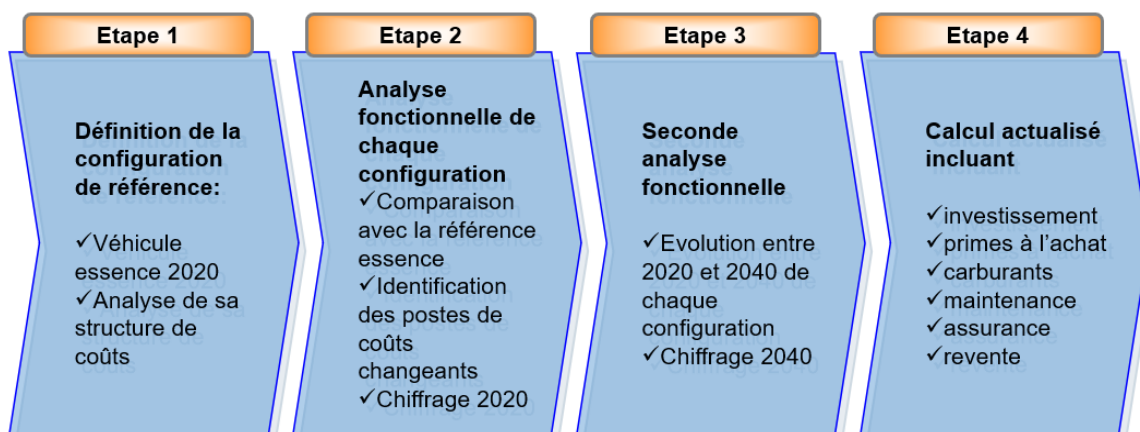 Etape 1
Définition de la
configuration
de référence:
✓Véhicule
essence 2020
✓Analyse de sa
structure de
coûts
Etape 2
Analyse
fonctionnelle de
chaque
configuration
✓Comparaison
avec la référence
essence
✓Identification
des postes de
coûts
changeants
✓Chiffrage 2020
Etape 3
Seconde
analyse
fonctionnelle
✓Evolution entre
2020 et 2040 de
chaque
configuration
✓Chiffrage 2040
Etape 4
Calcul actualisé
incluant
✓investissement
✓primes à l’achat
✓carburants
✓maintenance
✓assurance
✓revente